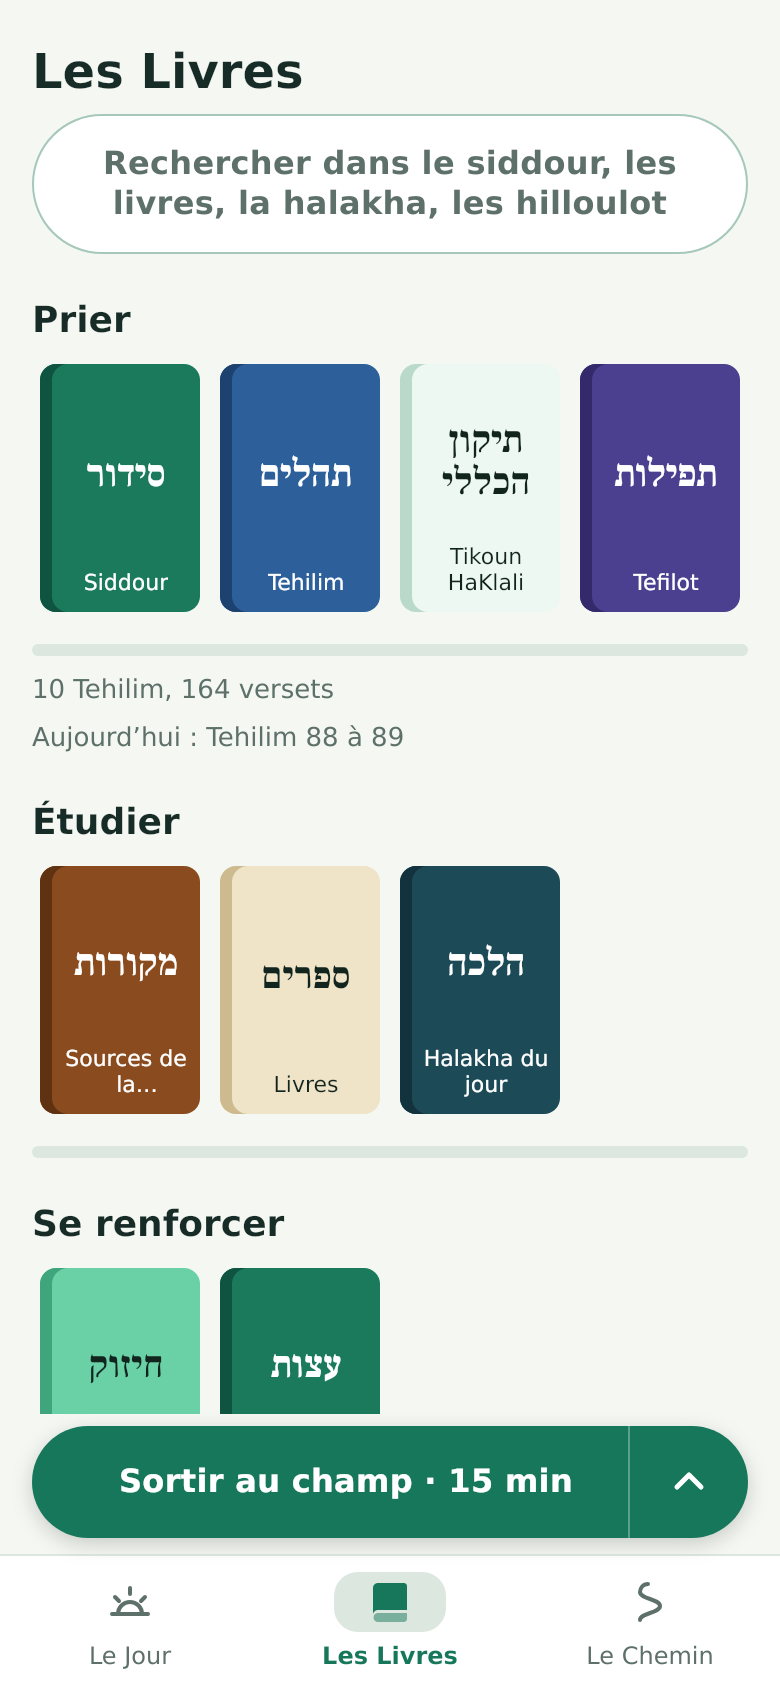 Les Livres
Rechercher dans le siddour, les
livres, la halakha, les hilloulot
Prier
סידור
Siddour
תהלים
Tehilim
תיקון
הכללי
Tikoun
HaKlali
תפילות
Tefilot
10 Tehilim, 164 versets
Aujourd’hui : Tehilim 88 à 89
Étudier
מקורות
Sources de
la…
ספרים
Livres
הלכה
Halakha du
jour
Se renforcer
חיזוק
עצות
Sortir au champ · 15 min
Le Jour
Les Livres
Le Chemin